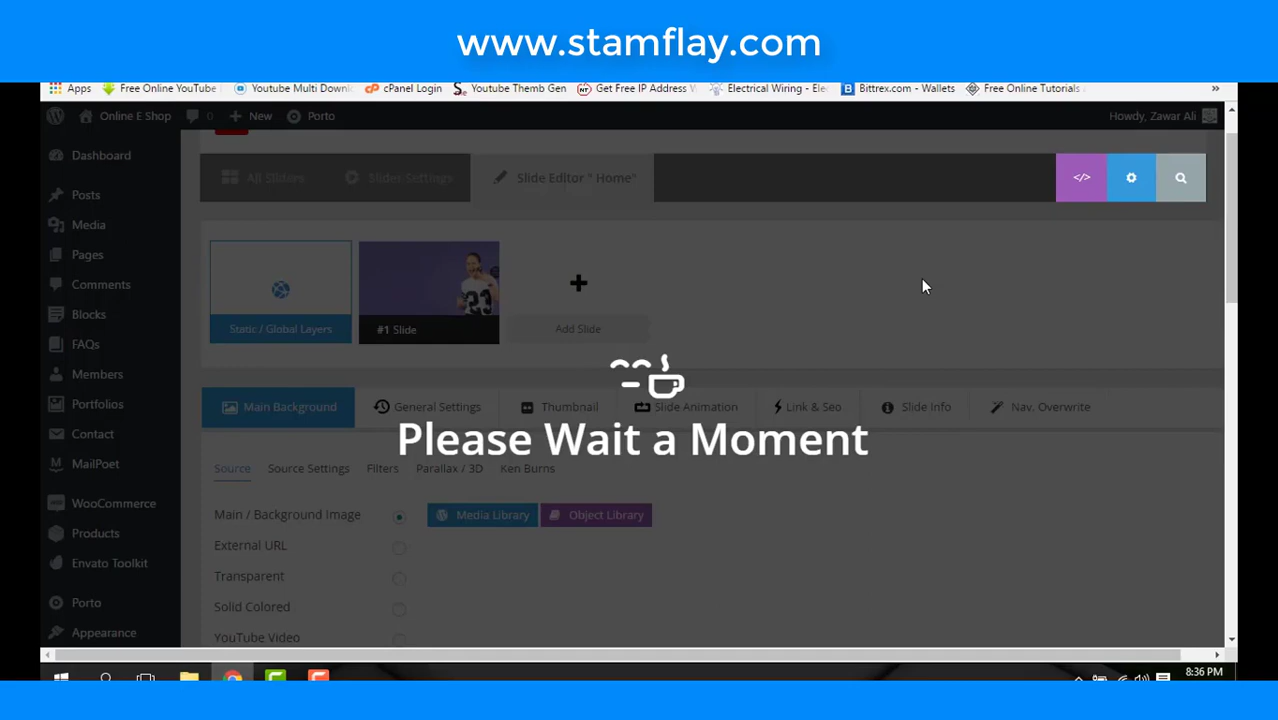 www.stamflay.com
Apps Free Online YouTube Youtube Multi Downl cPanel Login Youtube Themb Gen Get Free IP Address Electrical Wiring - Ele Bittrex.com - Wallets Free Online Tutorials »
Online E Shop 0 New Porto Howdy, Zawar Ali
Dashboard
Posts
Media
Pages
Comments
Blocks
FAQs
Members
Portfolios
Contact
MailPoet
WooCommerce
Products
Envato Toolkit
Porto
Appearance
All Sliders Slider Settings Slide Editor " Home"
Static / Global Layers #1 Slide Add Slide
Please Wait a Moment
Main Background General Settings Thumbnail Slide Animation Link & Seo Slide Info Nav. Overwrite
Source Source Settings Filters Parallax / 3D Ken Burns
Main / Background Image Media Library Object Library
External URL
Transparent
Solid Colored
YouTube Video
8:36 PM